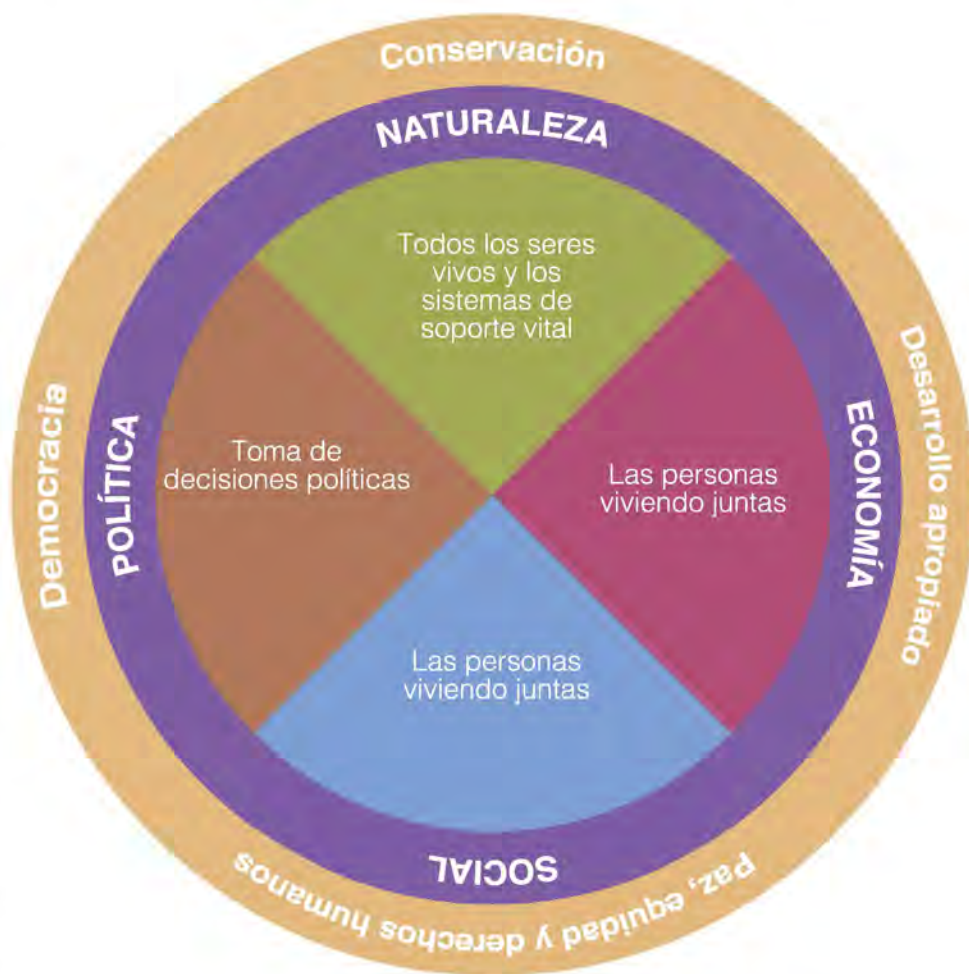 Conservación
NATURALEZA
Todos los seres
vivos y los
sistemas de
soporte vital
Democracia
POLÍTICA
Toma de
decisiones políticas
Las personas
viviendo juntas
ECONOMÍA
Desarrollo apropiado
Las personas
viviendo juntas
SOCIAL
Paz, equidad y derechos humanos